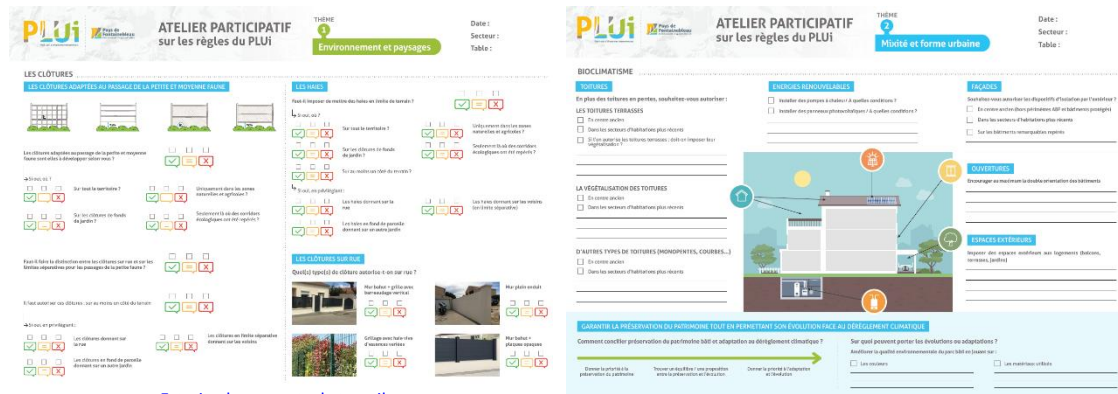 PLUi
Pays de
Fontainebleau
ATELIER PARTICIPATIF
sur les règles du PLUi
THÈME
1
Environnement et paysages
Date :
Secteur :
Table :
LES CLÔTURES
LES CLÔTURES ADAPTÉES AU PASSAGE DE LA PETITE ET MOYENNE FAUNE
Les clôtures adaptées au passage de la petite et moyenne
faune sont-elles à développer selon vous ?
Si oui, où ?
Sur tout le territoire ?
Uniquement dans les zones
naturelles et agricoles ?
Sur les clôtures en fonds
de jardin ?
Seulement là où des corridors
écologiques ont été repérés ?
Faut-il faire la distinction entre les clôtures sur rue et sur les
limites séparatives pour les passages de la petite faune ?
Il faut autoriser ces clôtures : sur au moins un côté du terrain
Si oui, en privilégiant :
Les clôtures donnant sur
la rue
Les clôtures en limite séparative
donnant sur les voisins
Les clôtures en fond de parcelle
donnant sur un autre jardin
LES HAIES
Faut-il imposer de mettre des haies en limite de terrain ?
Si oui, où ?
Sur tout le territoire ?
Uniquement dans les zones
naturelles et agricoles ?
Sur les clôtures en fonds
de jardin ?
Seulement là où des corridors
écologiques ont été repérés ?
Sur au moins un côté du terrain ?
Si oui, en privilégiant :
Les haies donnant sur la
rue
Les haies donnant sur les voisins
(en limite séparative)
Les haies en fond de parcelle
donnant sur un autre jardin
LES CLÔTURES SUR RUE
Quel(s) type(s) de clôture autorise-t-on sur rue ?
Mur bahut + grille avec
barreaudage vertical
Mur plein enduit
Grillage avec haie vive
d'essences variées
Mur bahut +
plaques opaques
PLUi
Pays de
Fontainebleau
ATELIER PARTICIPATIF
sur les règles du PLUi
THÈME
2
Mixité et forme urbaine
Date :
Secteur :
Table :
BIOCLIMATISME
TOITURES
En plus des toitures en pentes, souhaitez-vous autoriser :
LES TOITURES TERRASSES
En centre ancien
Dans les secteurs d'habitations plus récents
Si l'on autorise les toitures terrasses : doit-on imposer leur
végétalisation ?
LA VÉGÉTALISATION DES TOITURES
En centre ancien
Dans les secteurs d'habitations plus récents
D'AUTRES TYPES DE TOITURES (MONOPENTES, COURBES...)
En centre ancien
Dans les secteurs d'habitations plus récents
ENERGIES RENOUVELABLES
Installer des pompes à chaleur ? A quelles conditions ?
Installer des panneaux photovoltaïques ? A quelles conditions ?
FAÇADES
Souhaitez-vous autoriser les dispositifs d'isolation par l'extérieur ?
En centre ancien (hors périmètres ABF et bâtiments protégés)
Dans les secteurs d'habitations plus récents
Sur les bâtiments remarquables repérés
OUVERTURES
Encourager au maximum la double orientation des bâtiments
ESPACES EXTÉRIEURS
Imposer des espaces extérieurs aux logements (balcons,
terrasses, jardins)
GARANTIR LA PRÉSERVATION DU PATRIMOINE TOUT EN PERMETTANT SON ÉVOLUTION FACE AU DÉRÈGLEMENT CLIMATIQUE
Comment concilier préservation du patrimoine bâti et adaptation au dérèglement climatique ?
Donner la priorité à la
préservation du patrimoine
Trouver un équilibre / une proposition
entre la préservation et l'évolution
Donner la priorité à l'adaptation
et l'évolution
Sur quoi peuvent porter les évolutions ou adaptations ?
Améliorer la qualité environnementale du parc bâti en jouant sur :
Les couleurs
Les matériaux utilisés